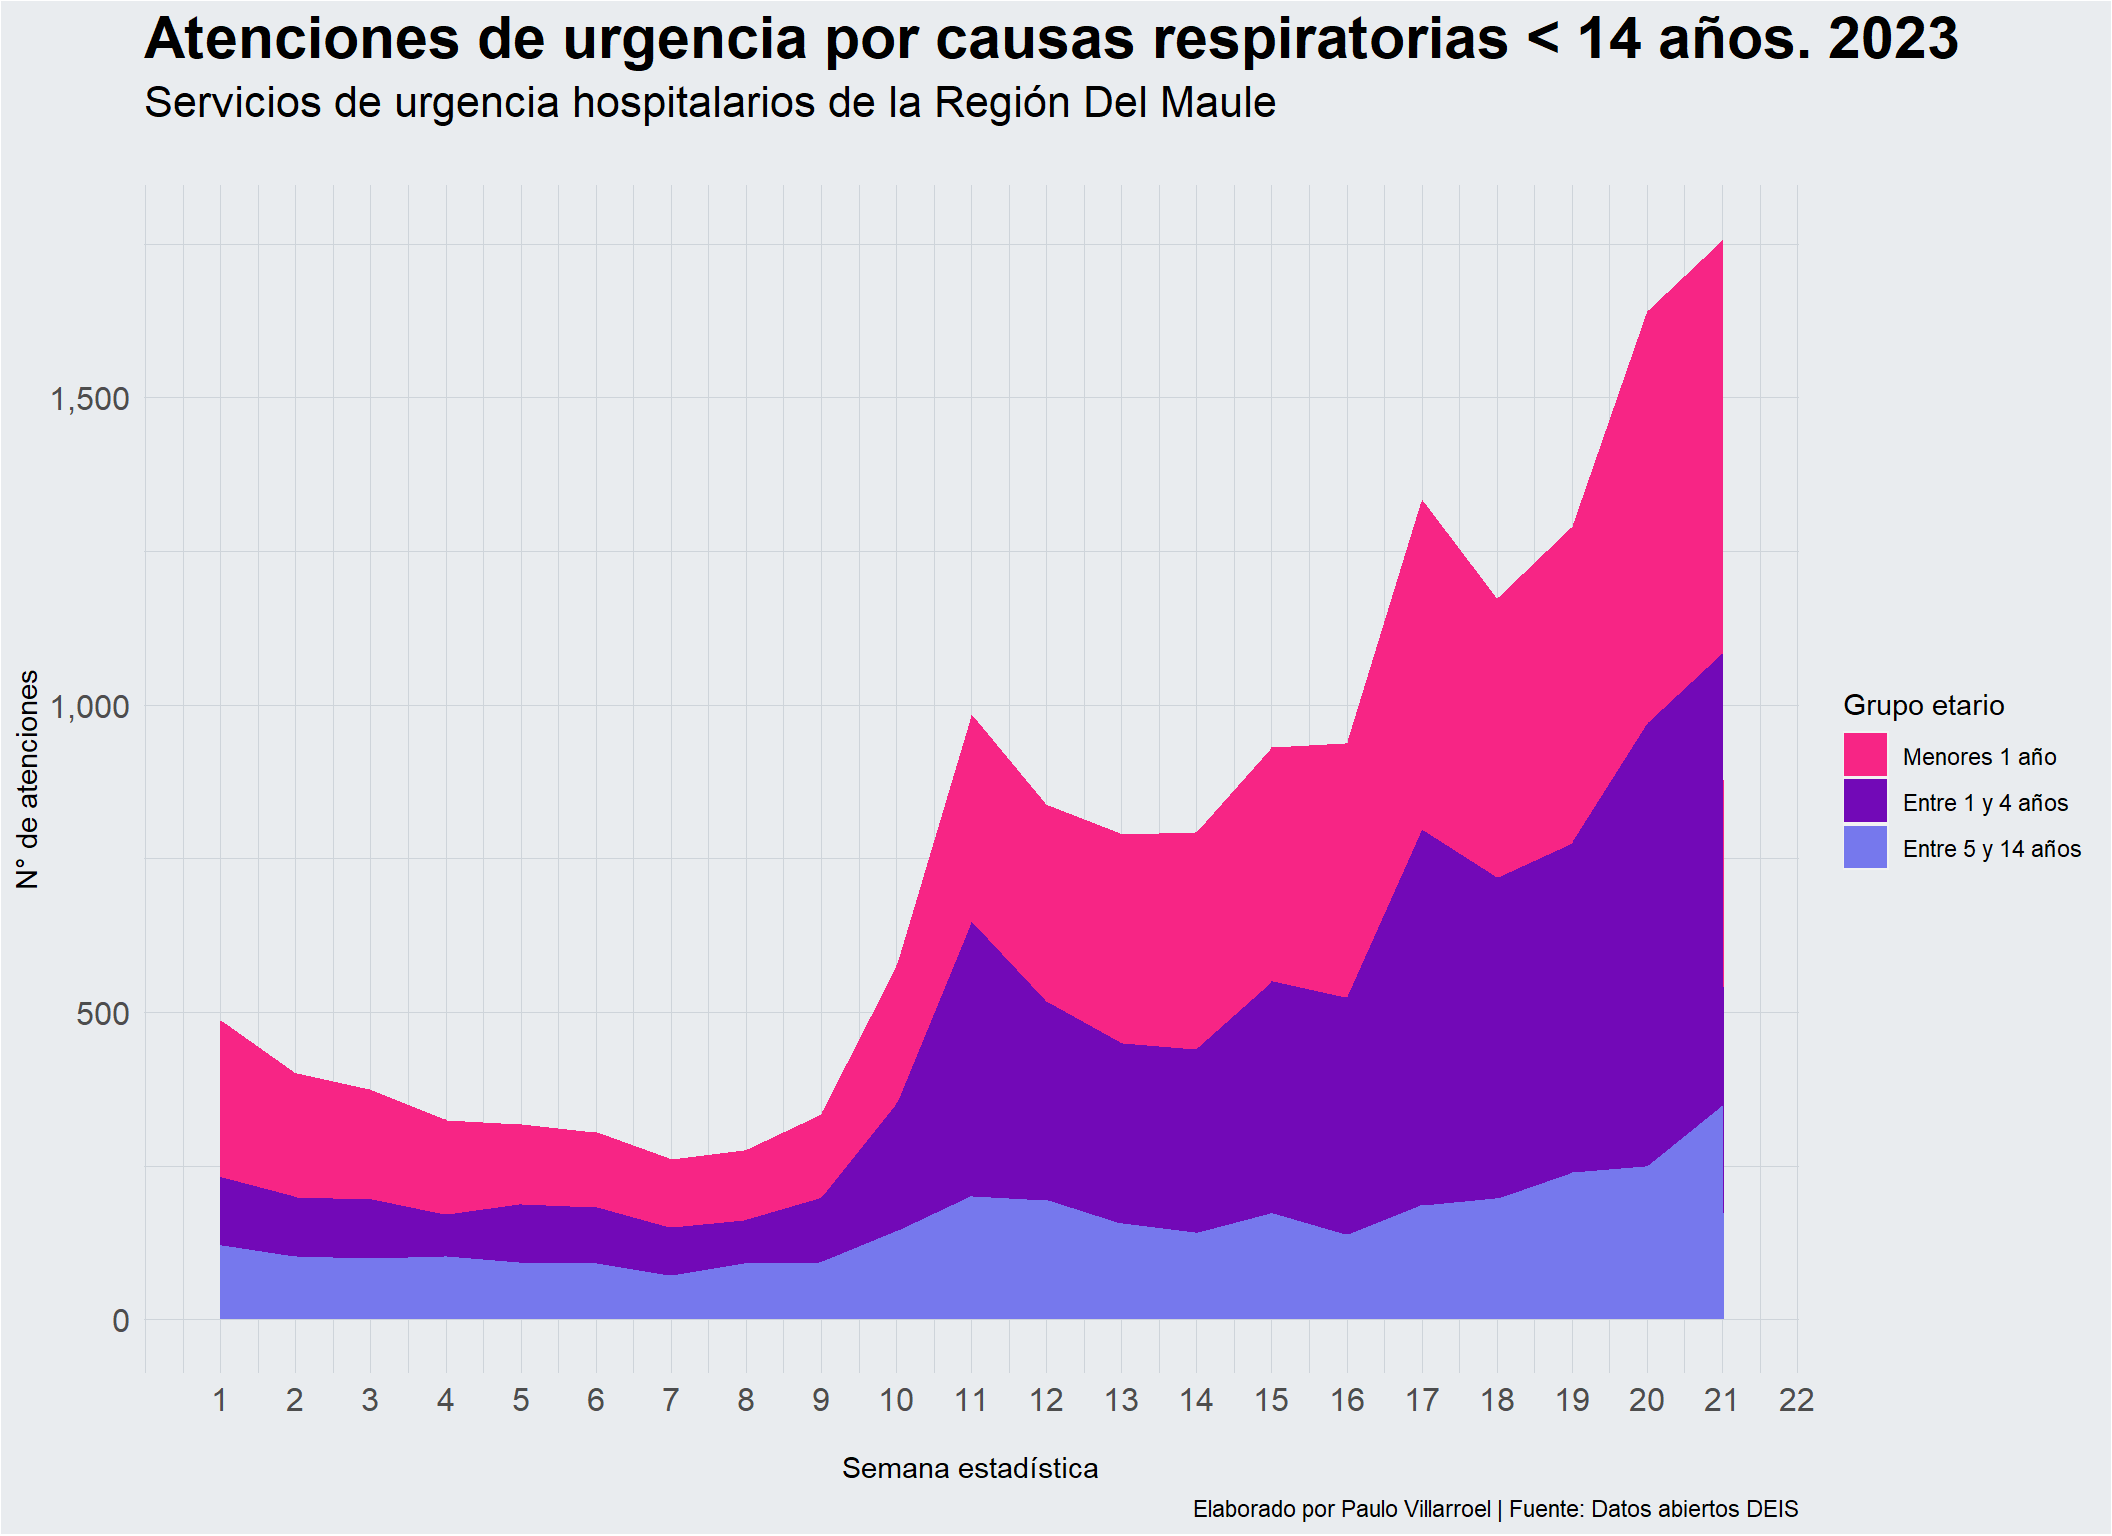 Atenciones de urgencia por causas respiratorias < 14 años. 2023
Servicios de urgencia hospitalarios de la Región Del Maule
N° de atenciones
1,500
1,000
500
0
1 2 3 4 5 6 7 8 9 10 11 12 13 14 15 16 17 18 19 20 21 22
Semana estadística
Grupo etario
Menores 1 año
Entre 1 y 4 años
Entre 5 y 14 años
Elaborado por Paulo Villarroel | Fuente: Datos abiertos DEIS